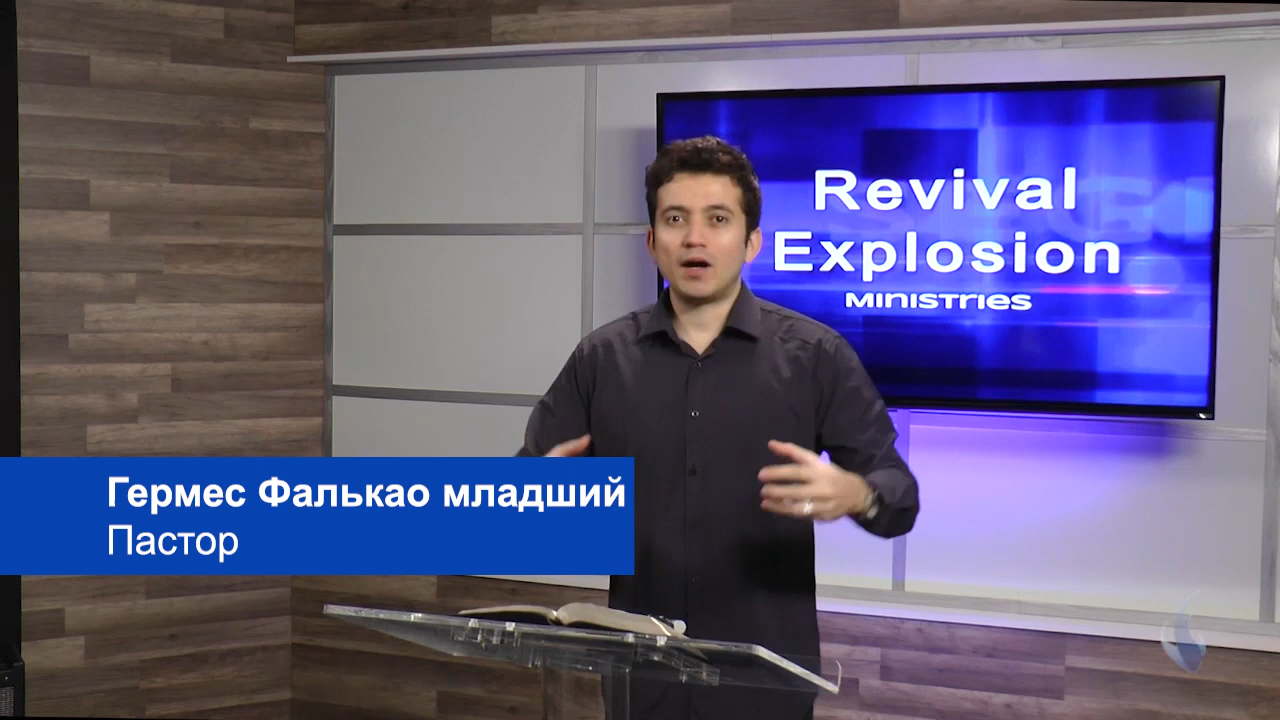 Revival
Explosion
MINISTRIES
Гермес Фалькао младший
Пастор